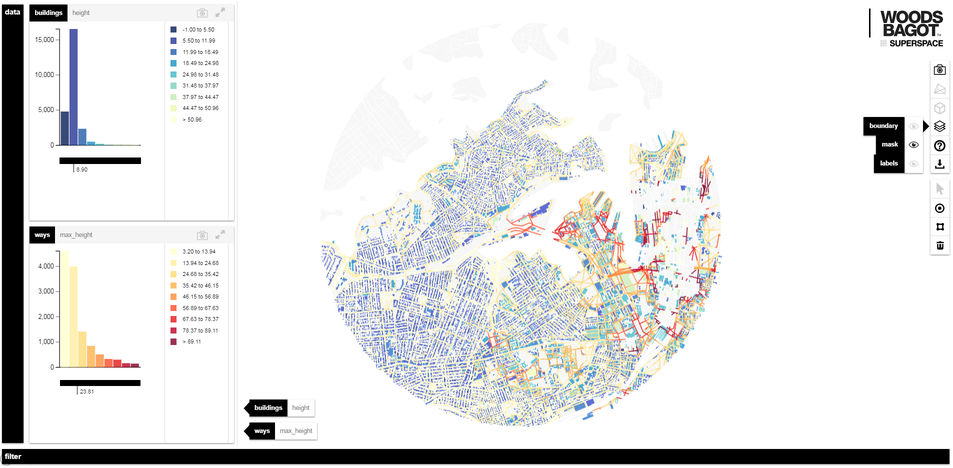 data
buildings height
15,000
10,000
5,000
0
8.90
-1.00 to 5.50
5.50 to 11.99
11.99 to 18.49
18.49 to 24.98
24.98 to 31.48
31.48 to 37.97
37.97 to 44.47
44.47 to 50.96
> 50.96
ways max_height
4,000
3,000
2,000
1,000
0
23.81
3.20 to 13.94
13.94 to 24.68
24.68 to 35.42
35.42 to 46.15
46.15 to 56.89
56.89 to 67.63
67.63 to 78.37
78.37 to 89.11
> 89.11
buildings height
ways max_height
WOODS
BAGOT
SUPERSPACE
boundary
mask
labels
filter